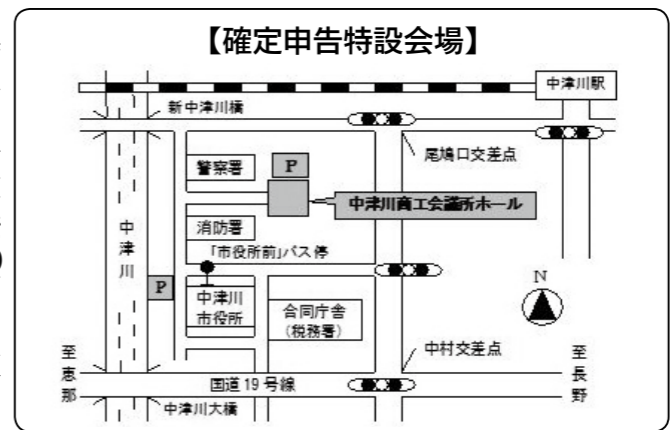 【確定申告特設会場】
中津川駅
新中津川橋
尾鳩口交差点
警察署
P
中津川商工会議所ホール
消防署
中津川
「市役所前」バス停
P
中津川
市役所
合同庁舎
(税務署)
N
中村交差点
至恵那
国道19号線
至長野
中津川大橋